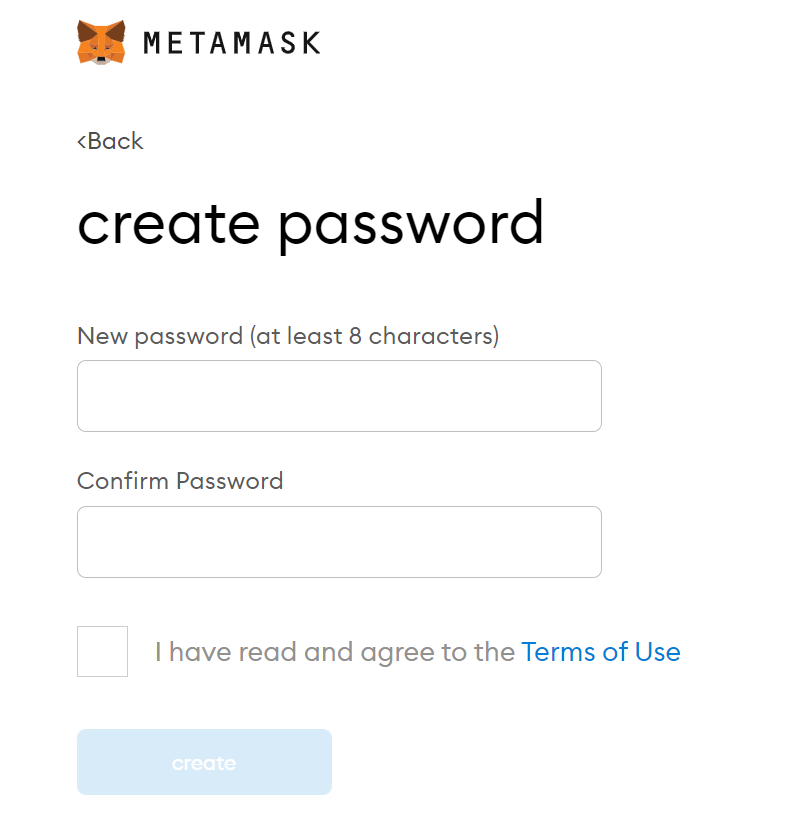 METAMASK
<Back
create password
New password (at least 8 characters)
Confirm Password
I have read and agree to the Terms of Use
create